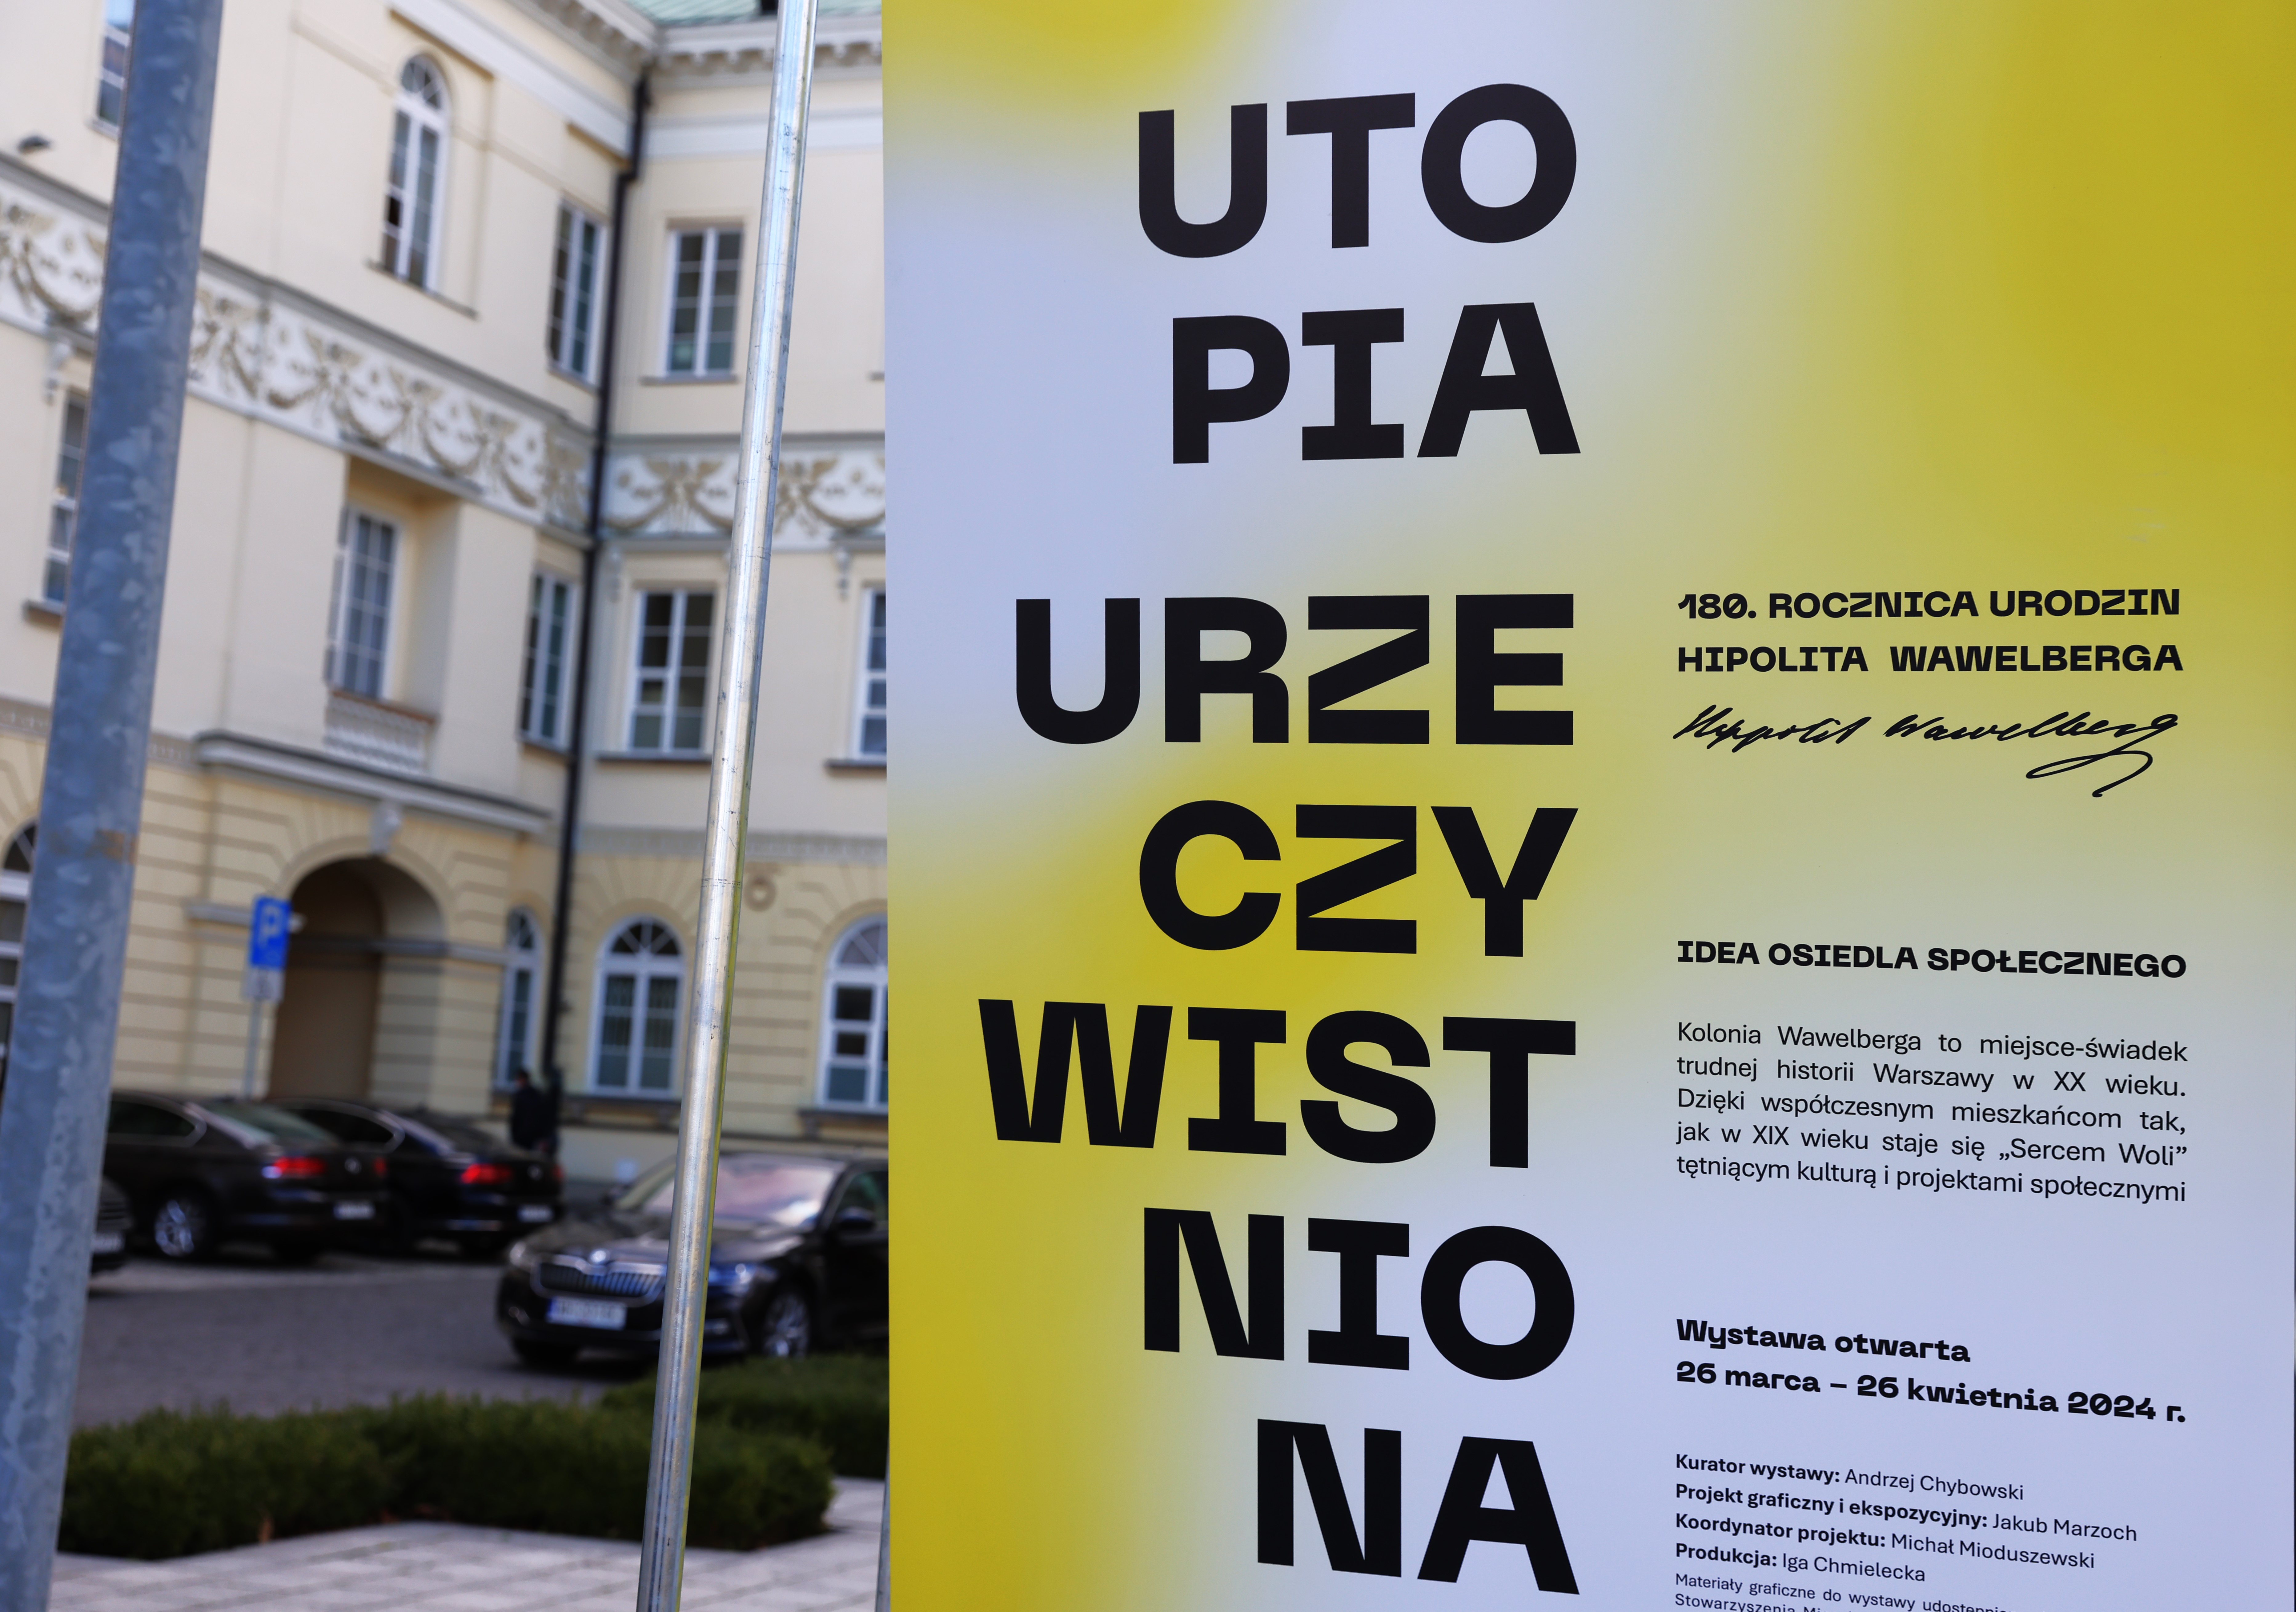 UTO
PIA
URZE
CZY
WIST
NIO
NA
180. ROCZNICA URODZIN
HIPOLITA WAWELBERGA
Hippolit Wawelberg
IDEA OSIEDLA SPOŁECZNEGO
Kolonia Wawelberga to miejsce-świadek
trudnej historii Warszawy w XX wieku.
Dzięki współczesnym mieszkańcom tak,
jak w XIX wieku staje się „Sercem Woli”
tętniącym kulturą i projektami społecznymi
Wystawa otwarta
26 marca – 26 kwietnia 2024 r.
Kurator wystawy: Andrzej Chybowski
Projekt graficzny i ekspozycyjny: Jakub Marzoch
Koordynator projektu: Michał Mioduszewski
Produkcja: Iga Chmielecka
Materiały graficzne do wystawy
Stowarzyszenia
P